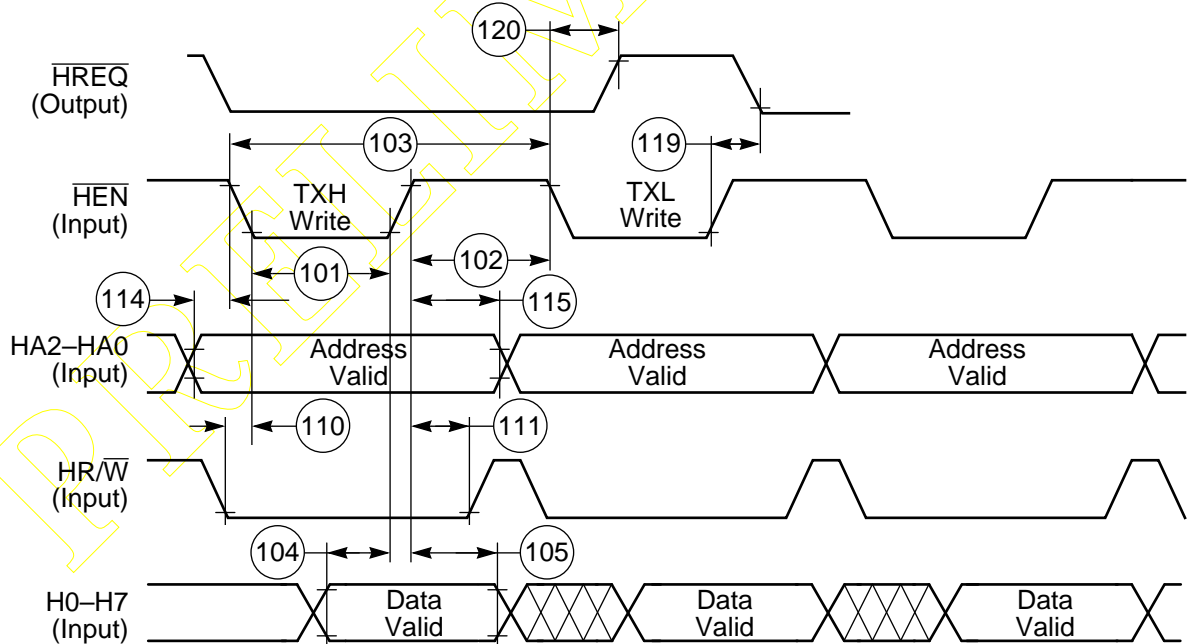 120
HREQ
(Output)
103
119
HEN
(Input)
TXH
Write
TXL
Write
101
102
114
115
HA2–HA0
(Input)
Address
Valid
Address
Valid
Address
Valid
110
111
HR/W
(Input)
104
105
H0–H7
(Input)
Data
Valid
Data
Valid
Data
Valid